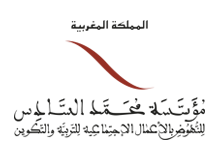 المملكة المغربية
مؤسسة محمد السادس
للنهوض بالأعمال الاجتماعية للتربية والتكوين